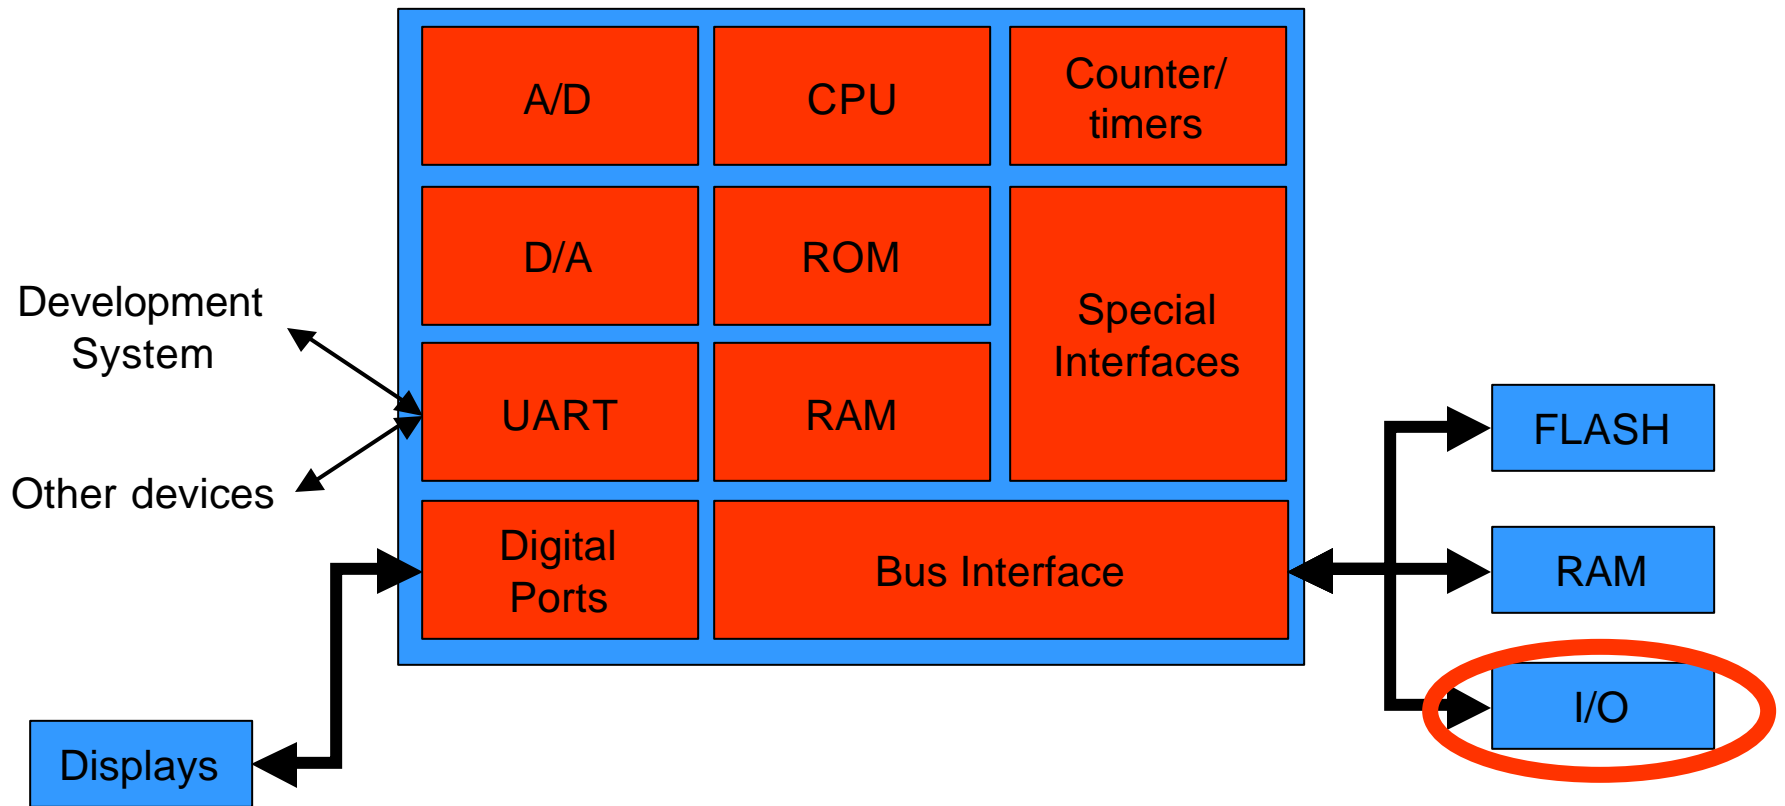 A/D
CPU
Counter/
timers
D/A
ROM
Special
Interfaces
Development
System
UART
RAM
Other devices
Digital
Ports
Bus Interface
FLASH
RAM
I/O
Displays